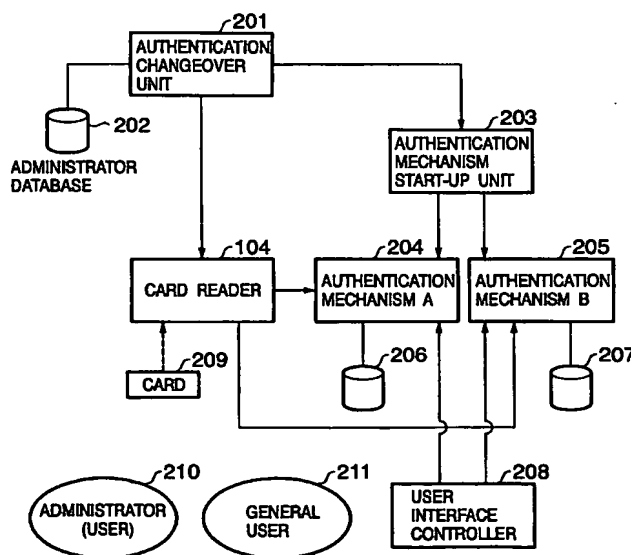 201
AUTHENTICATION
CHANGEOVER
UNIT
202
ADMINISTRATOR
DATABASE
203
AUTHENTICATION
MECHANISM
START-UP UNIT
104
CARD READER
204
AUTHENTICATION
MECHANISM A
205
AUTHENTICATION
MECHANISM B
209
CARD
206
207
210
ADMINISTRATOR
(USER)
211
GENERAL
USER
208
USER
INTERFACE
CONTROLLER